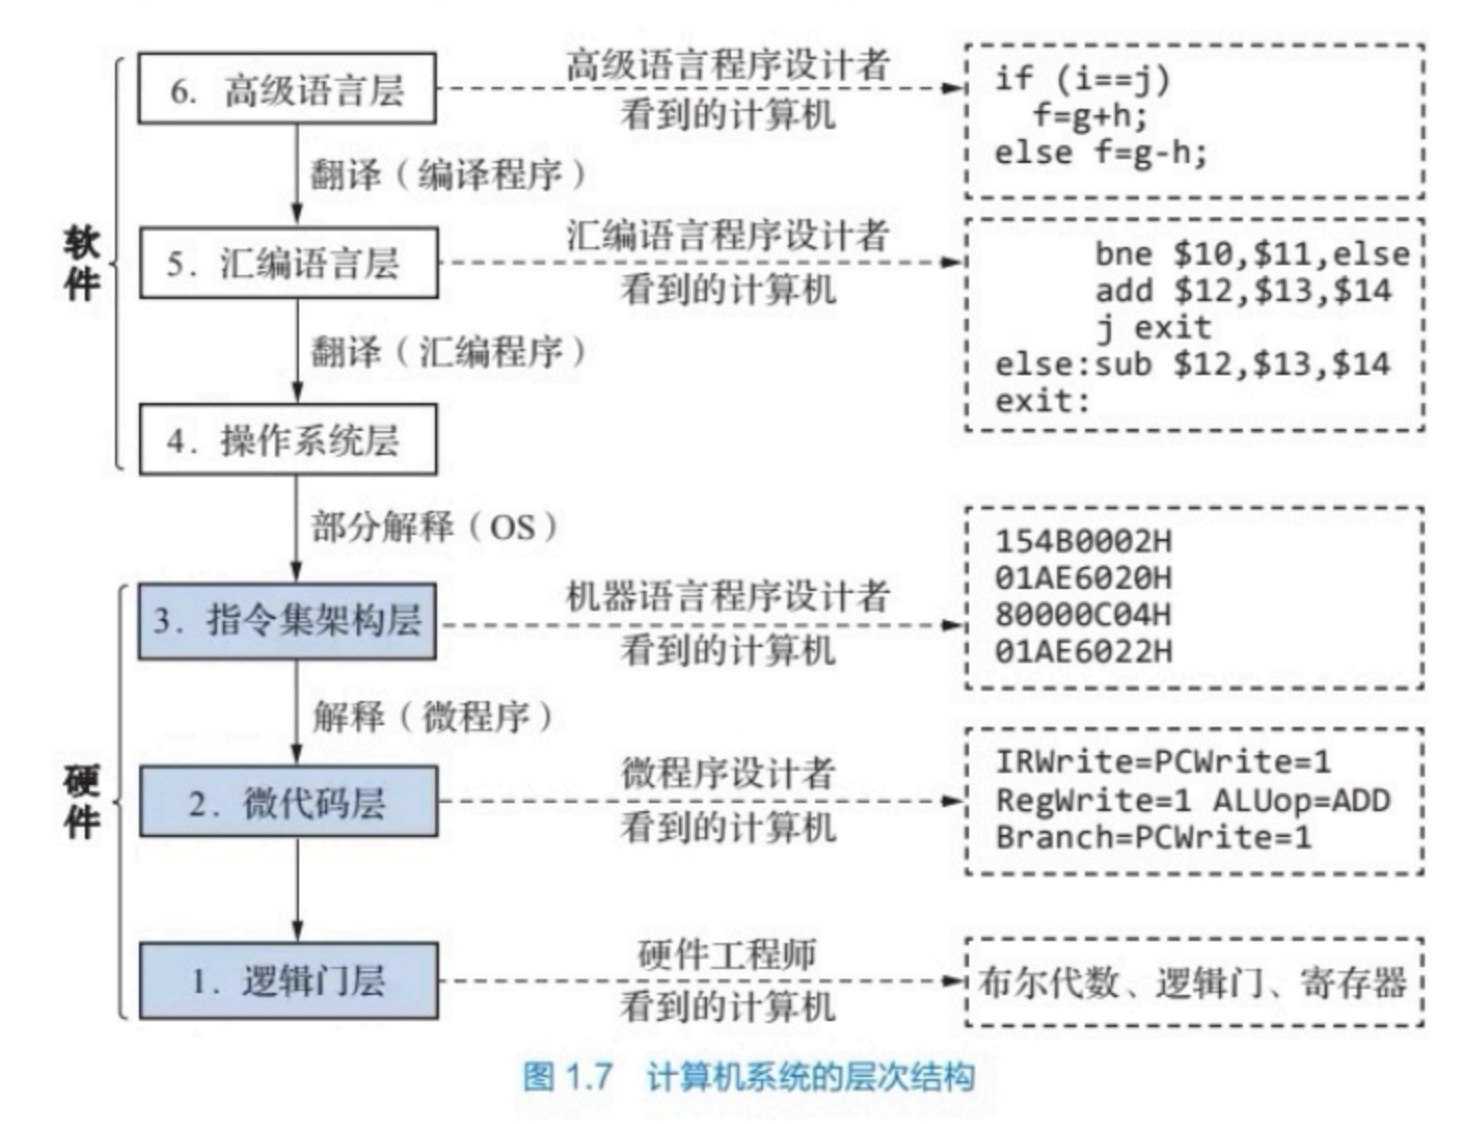 软件
6. 高级语言层
高级语言程序设计者
看到的计算机
if (i==j)
f=g+h;
else f=g-h;
翻译（编译程序）
5. 汇编语言层
汇编语言程序设计者
看到的计算机
bne $10,$11,else
add $12,$13,$14
j exit
else:sub $12,$13,$14
exit:
翻译（汇编程序）
4. 操作系统层
部分解释（OS）
硬件
3. 指令集架构层
机器语言程序设计者
看到的计算机
154B0002H
01AE6020H
80000C04H
01AE6022H
解释（微程序）
2. 微代码层
微程序设计者
看到的计算机
IRWrite=PCWrite=1
RegWrite=1 ALUop=ADD
Branch=PCWrite=1
1. 逻辑门层
硬件工程师
看到的计算机
布尔代数、逻辑门、寄存器
图 1.7 计算机系统的层次结构